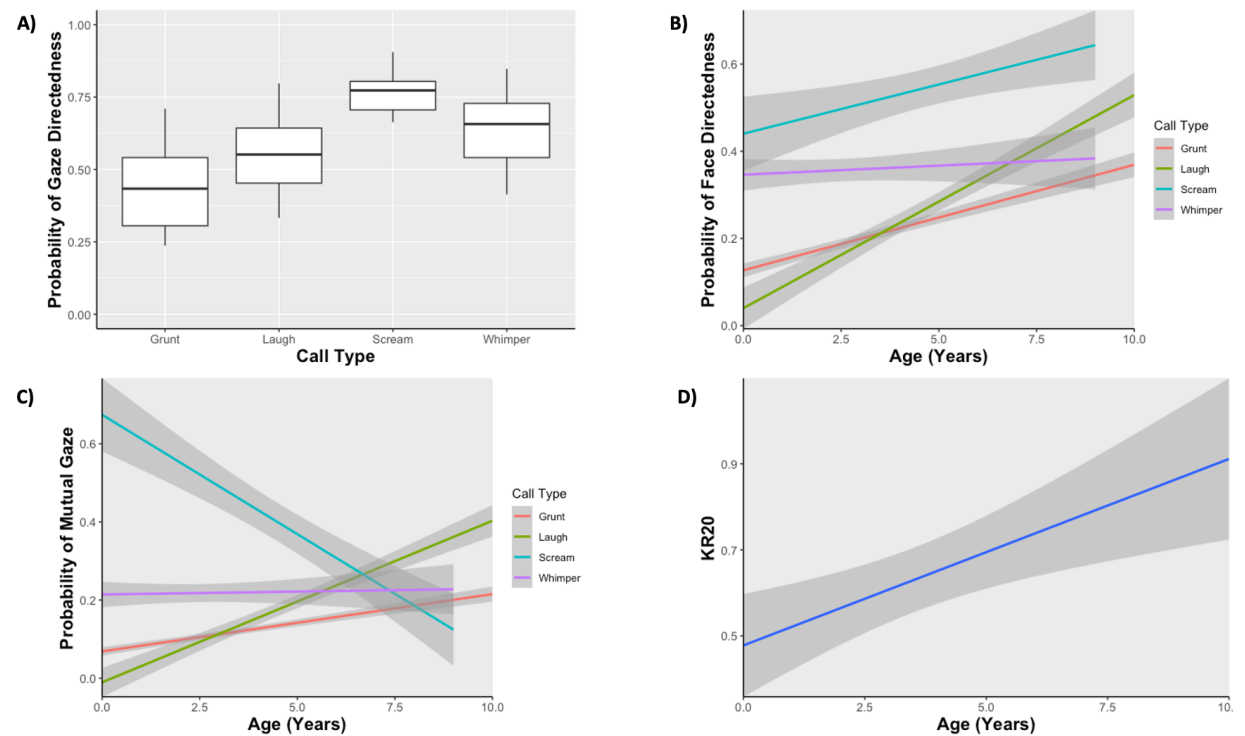 A)
Probability of Gaze Directedness
1.00
0.75
0.50
0.25
0.00
Grunt Laugh Scream Whimper
Call Type
B)
Probability of Face Directedness
0.6
0.4
0.2
0.0
0.0 2.5 5.0 7.5 10.0
Age (Years)
Call Type
Grunt
Laugh
Scream
Whimper
C)
Probability of Mutual Gaze
0.6
0.4
0.2
0.0
0.0 2.5 5.0 7.5 10.0
Age (Years)
Call Type
Grunt
Laugh
Scream
Whimper
D)
KR20
0.9
0.7
0.5
0.0 2.5 5.0 7.5 10.
Age (Years)